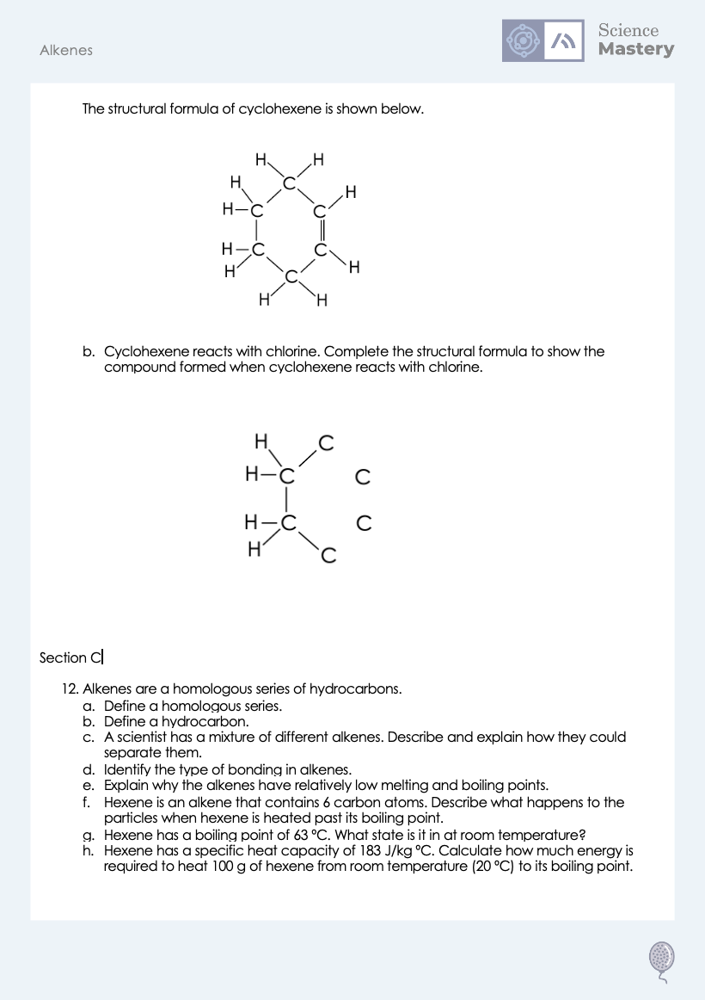 Alkenes
Science
Mastery
The structural formula of cyclohexene is shown below.
H H
C
H H
H C C
H C C
H H
C
H H
b. Cyclohexene reacts with chlorine. Complete the structural formula to show the
compound formed when cyclohexene reacts with chlorine.
H C
H C C
H C C
H C
Section C
12. Alkenes are a homologous series of hydrocarbons.
a. Define a homologous series.
b. Define a hydrocarbon.
c. A scientist has a mixture of different alkenes. Describe and explain how they could
separate them.
d. Identify the type of bonding in alkenes.
e. Explain why the alkenes have relatively low melting and boiling points.
f. Hexene is an alkene that contains 6 carbon atoms. Describe what happens to the
particles when hexene is heated past its boiling point.
g. Hexene has a boiling point of 63 ºC. What state is it in at room temperature?
h. Hexene has a specific heat capacity of 183 J/kg ºC. Calculate how much energy is
required to heat 100 g of hexene from room temperature (20 ºC) to its boiling point.